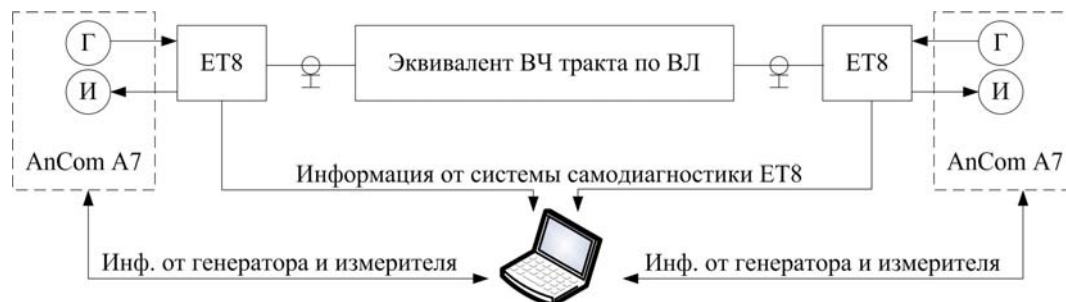 Г
И
AnCom A7
ET8
Эквивалент ВЧ тракта по ВЛ
ET8
Г
И
AnCom A7
Информация от системы самодиагностики ET8
Инф. от генератора и измерителя
Инф. от генератора и измерителя